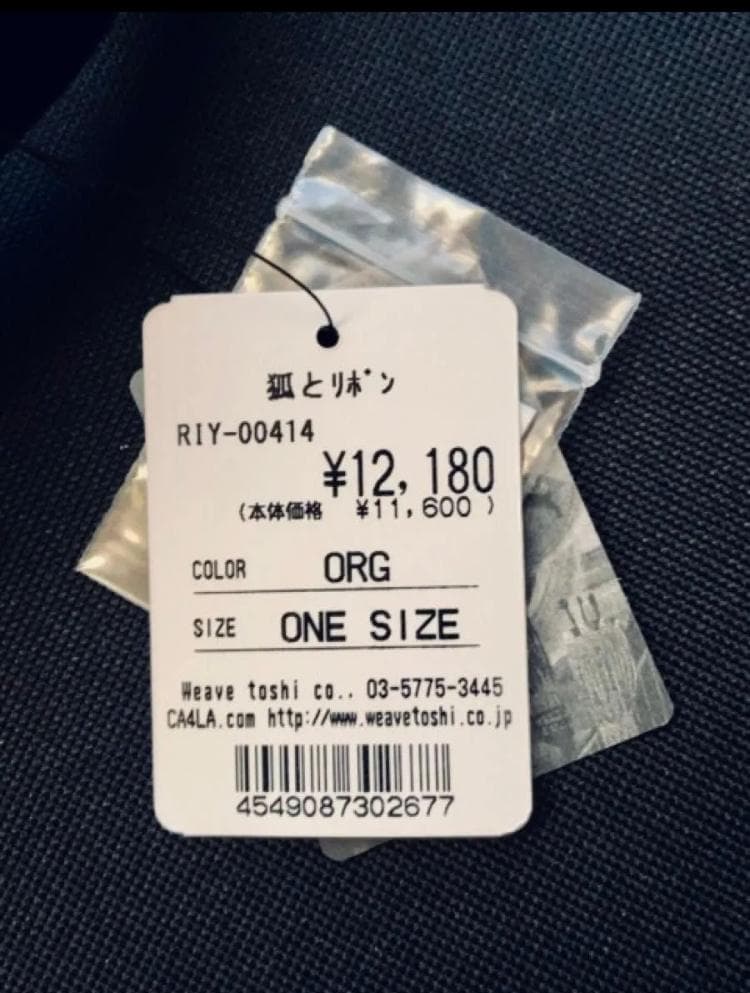 狐とﾘﾎﾞﾝ
RIY-00414
¥12,180
(本体価格 ¥11,600 )
COLOR ORG
SIZE ONE SIZE
Weave toshi co.. 03-5775-3445
CA4LA.com http://www.weavetoshi.co.jp
4549087302677